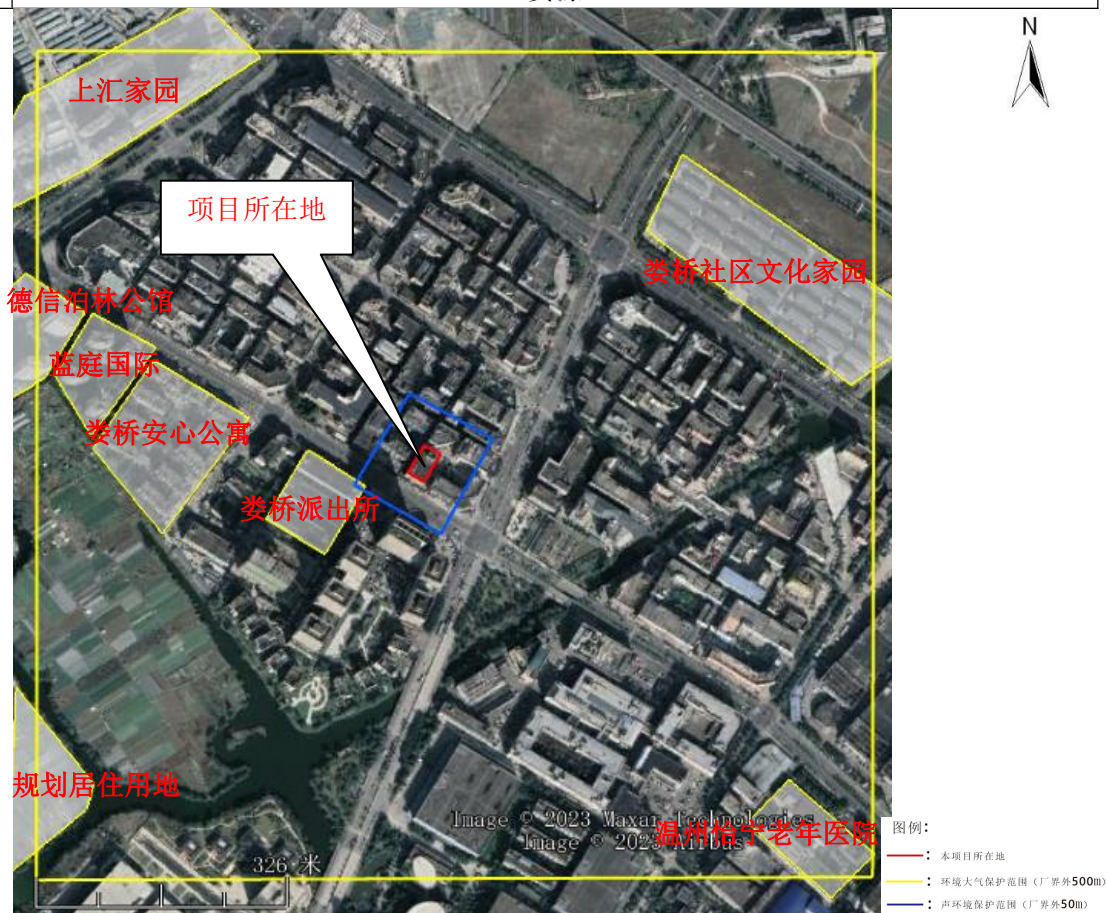 N
上汇家园
项目所在地
娄桥社区文化家园
德信泊林公馆
蓝庭国际
娄桥安心公寓
娄桥派出所
规划居住用地
Image © 2023 Maxar Technologies
Image © 2023 Airbus
温州怡宁老年医院
326 米
图例：
：本项目所在地
：环境大气保护范围（厂界外500m）
：声环境保护范围（厂界外50m）